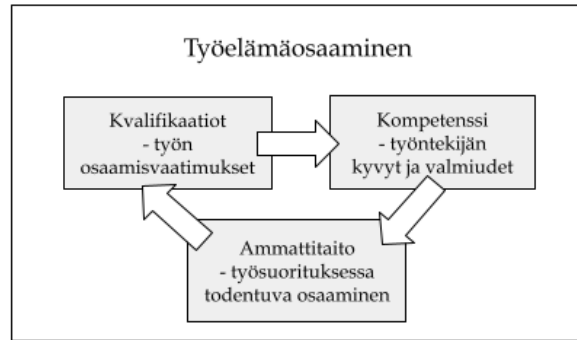 Työelämäosaaminen
Kvalifikaatiot
- työn
osaamisvaatimukset
Kompetenssi
- työntekijän
kyvyt ja valmiudet
Ammattitaito
- työsuorituksessa
todentuva osaaminen